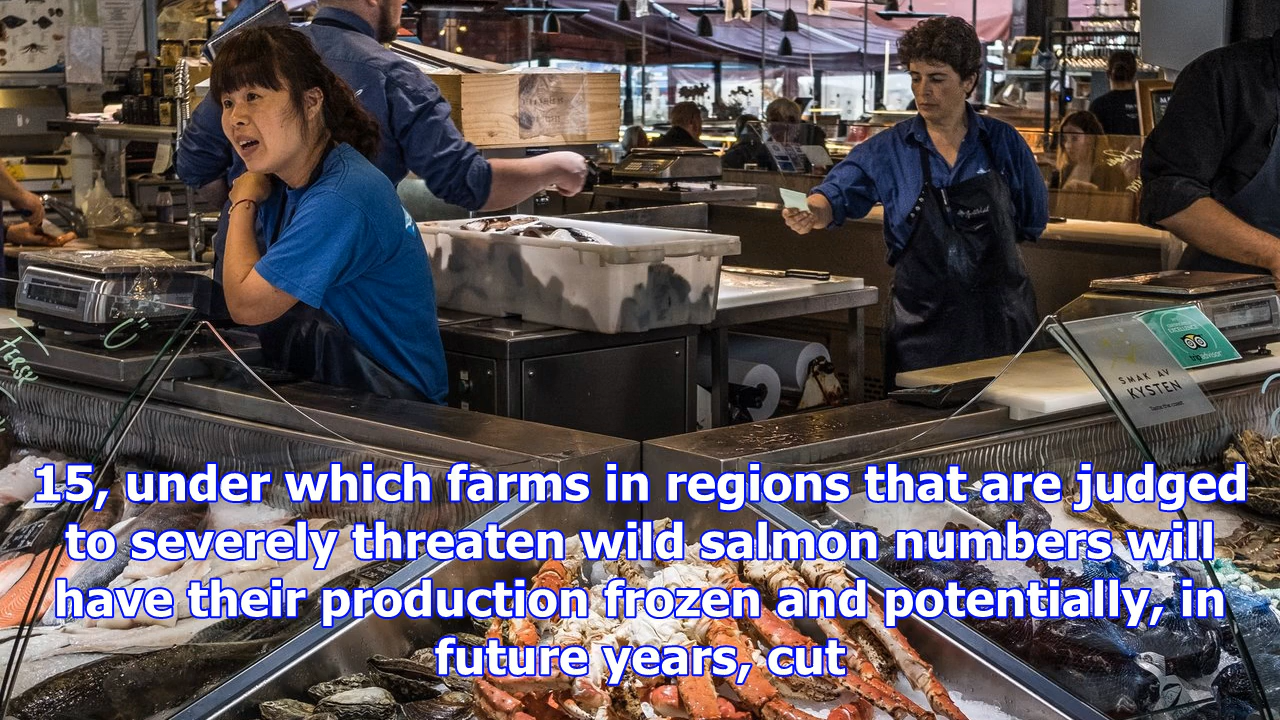 tripadvisor
SMAK AV
KYSTEN
15, under which farms in regions that are judged
to severely threaten wild salmon numbers will
have their production frozen and potentially, in
future years, cut